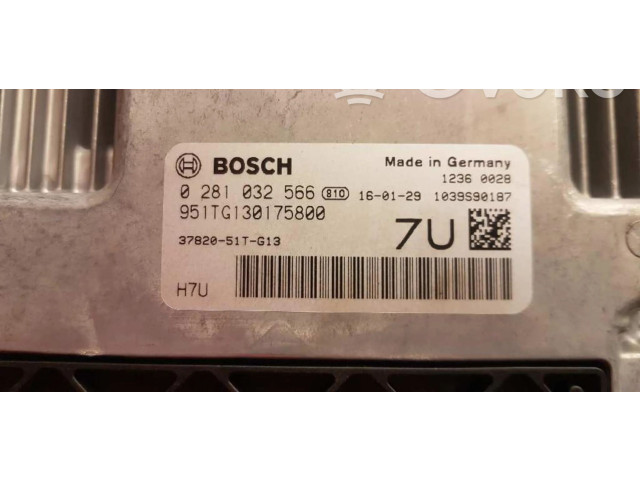 BOSCH
Made in Germany
1236 0028
0 281 032 566 810 16-01-29 1039S90187
951TG130175800
37820-51T-G13
7U
H7U